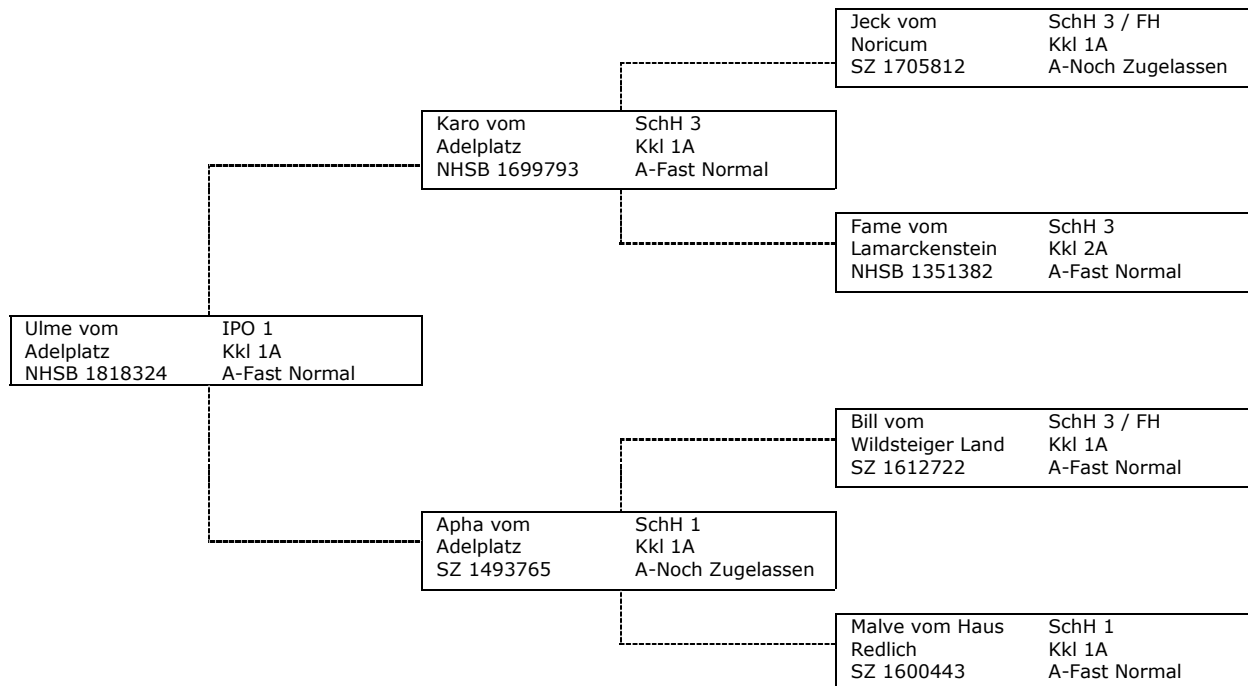 Jeck vom SchH 3 / FH
Noricum Kkl 1A
SZ 1705812 A-Noch Zugelassen
Karo vom SchH 3
Adelplatz Kkl 1A
NHSB 1699793 A-Fast Normal
Fame vom SchH 3
Lamarckenstein Kkl 2A
NHSB 1351382 A-Fast Normal
Ulme vom IPO 1
Adelplatz Kkl 1A
NHSB 1818324 A-Fast Normal
Bill vom SchH 3 / FH
Wildsteiger Land Kkl 1A
SZ 1612722 A-Fast Normal
Apha vom SchH 1
Adelplatz Kkl 1A
SZ 1493765 A-Noch Zugelassen
Malve vom Haus SchH 1
Redlich Kkl 1A
SZ 1600443 A-Fast Normal